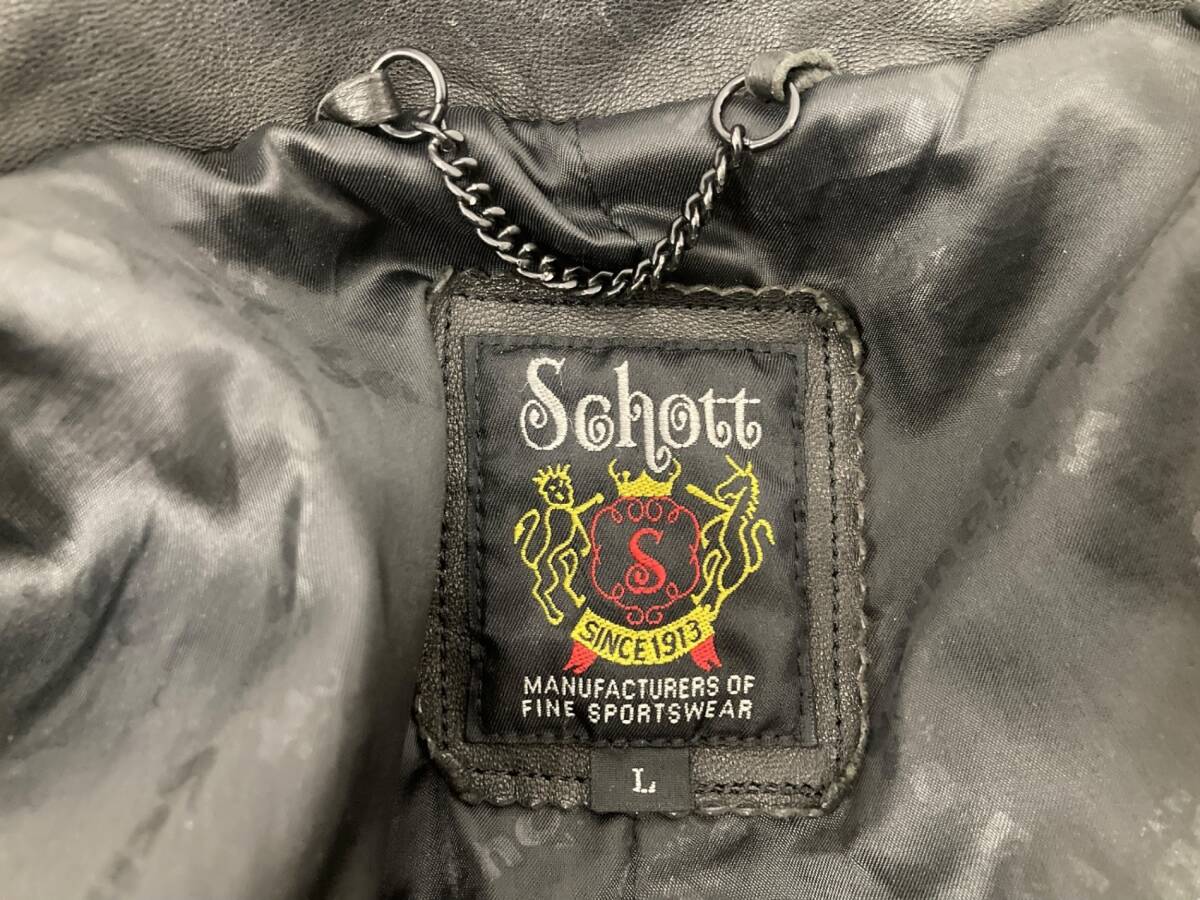 Schott
S
SINCE 1913
MANUFACTURERS OF
FINE SPORTSWEAR
L